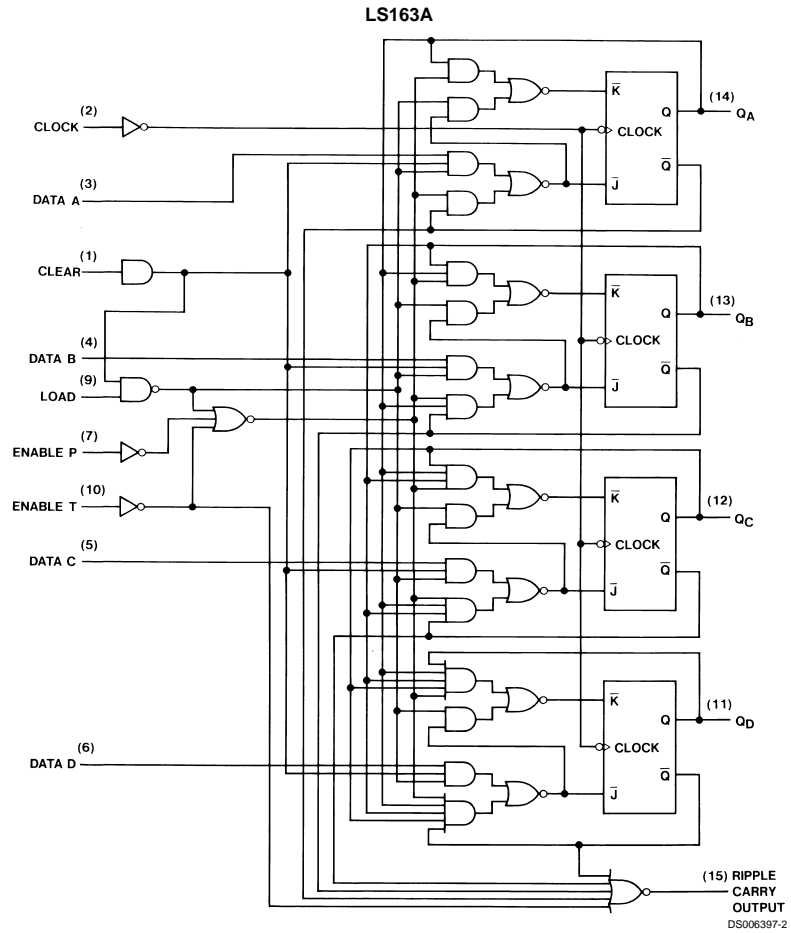 LS163A
(2)
CLOCK
(3)
DATA A
(1)
CLEAR
(4)
DATA B
(9)
LOAD
(7)
ENABLE P
(10)
ENABLE T
(5)
DATA C
(6)
DATA D
K̅
Q
(14)
QA
CLOCK
Q̅
J̅
K̅
(13)
Q
QB
CLOCK
Q̅
J̅
K̅
(12)
Q
QC
CLOCK
Q̅
J̅
K̅
(11)
Q
QD
CLOCK
Q̅
J̅
(15) RIPPLE
CARRY
OUTPUT
DS006397-2